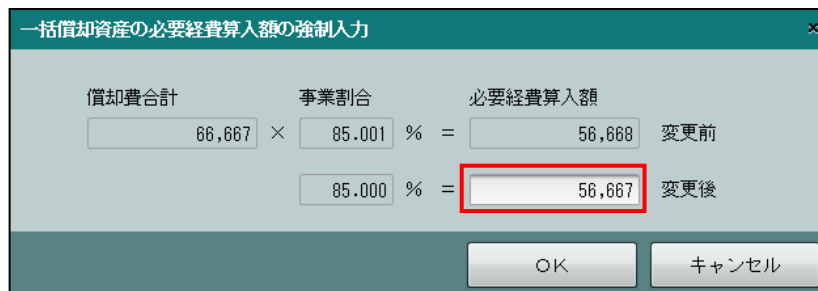 一括償却資産の必要経費算入額の強制入力 ×
償却費合計 事業割合 必要経費算入額
66,667 × 85.001 % = 56,668 変更前
85.000 % = 56,667 変更後
OK キャンセル